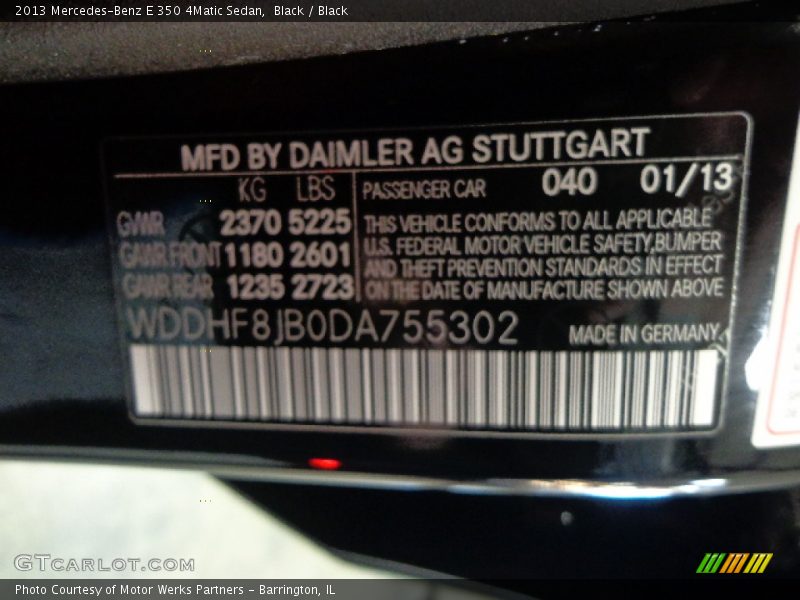 2013 Mercedes-Benz E 350 4Matic Sedan,  Black / Black
MFD BY DAIMLER AG STUTTGART
KG LBS PASSENGER CAR 040 01/13
GVWR 2370 5225
GAWR FRONT 1180 2601
GAWR REAR 1235 2723
THIS VEHICLE CONFORMS TO ALL APPLICABLE
U.S. FEDERAL MOTOR VEHICLE SAFETY, BUMPER
AND THEFT PREVENTION STANDARDS IN EFFECT
ON THE DATE OF MANUFACTURE SHOWN ABOVE
WDDHF8JB0DA755302 MADE IN GERMANY
GTCARLOT.COM
Photo Courtesy of Motor Werks Partners - Barrington, IL